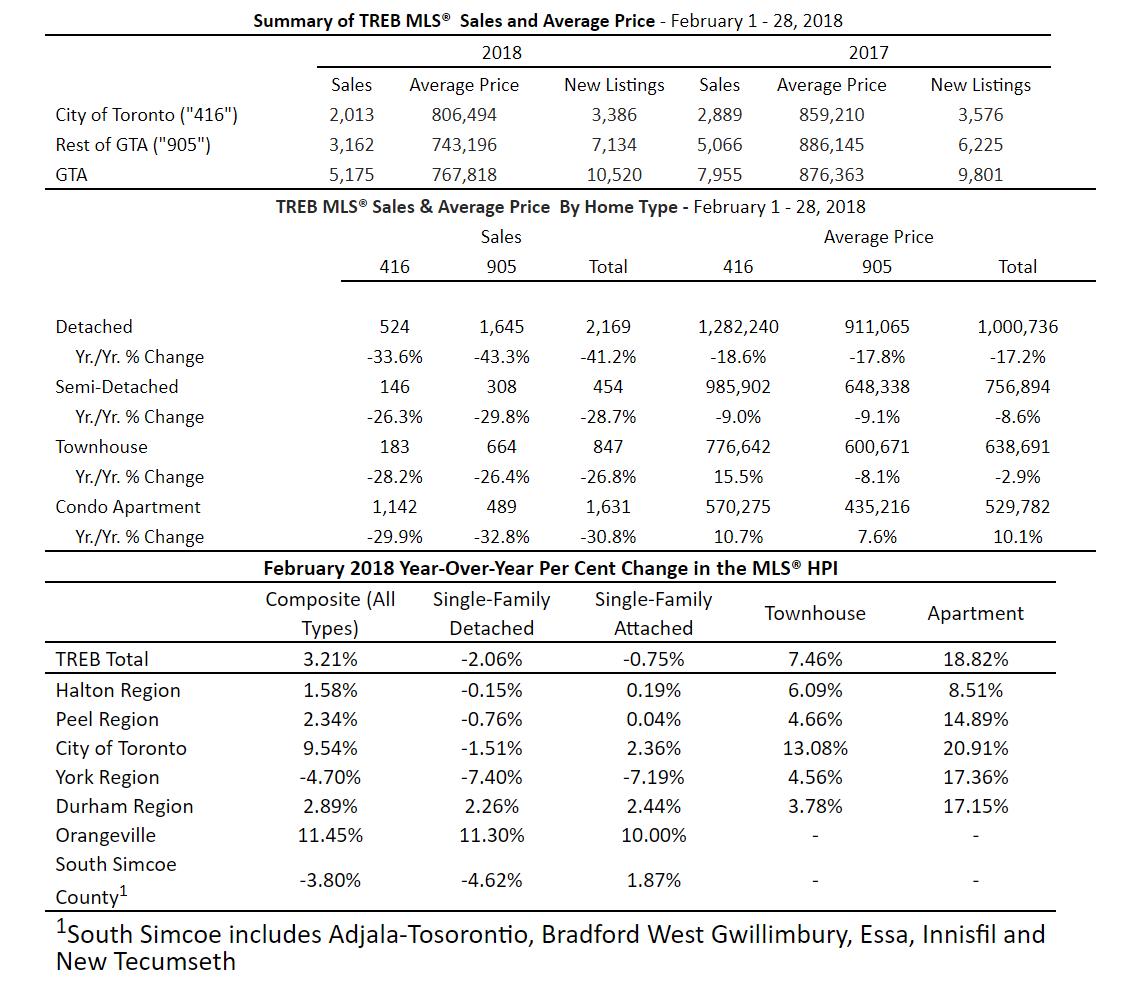 Summary of TREB MLS® Sales and Average Price - February 1 - 28, 2018
2018 2017
Sales Average Price New Listings Sales Average Price New Listings
City of Toronto ("416") 2,013 806,494 3,386 2,889 859,210 3,576
Rest of GTA ("905") 3,162 743,196 7,134 5,066 886,145 6,225
GTA 5,175 767,818 10,520 7,955 876,363 9,801
TREB MLS® Sales & Average Price By Home Type - February 1 - 28, 2018
Sales Average Price
416 905 Total 416 905 Total
Detached 524 1,645 2,169 1,282,240 911,065 1,000,736
Yr./Yr. % Change -33.6% -43.3% -41.2% -18.6% -17.8% -17.2%
Semi-Detached 146 308 454 985,902 648,338 756,894
Yr./Yr. % Change -26.3% -29.8% -28.7% -9.0% -9.1% -8.6%
Townhouse 183 664 847 776,642 600,671 638,691
Yr./Yr. % Change -28.2% -26.4% -26.8% 15.5% -8.1% -2.9%
Condo Apartment 1,142 489 1,631 570,275 435,216 529,782
Yr./Yr. % Change -29.9% -32.8% -30.8% 10.7% 7.6% 10.1%
February 2018 Year-Over-Year Per Cent Change in the MLS® HPI
Composite (All Single-Family Single-Family Townhouse Apartment
Types) Detached Attached
TREB Total 3.21% -2.06% -0.75% 7.46% 18.82%
Halton Region 1.58% -0.15% 0.19% 6.09% 8.51%
Peel Region 2.34% -0.76% 0.04% 4.66% 14.89%
City of Toronto 9.54% -1.51% 2.36% 13.08% 20.91%
York Region -4.70% -7.40% -7.19% 4.56% 17.36%
Durham Region 2.89% 2.26% 2.44% 3.78% 17.15%
Orangeville 11.45% 11.30% 10.00% - -
South Simcoe
County¹ -3.80% -4.62% 1.87% - -
¹South Simcoe includes Adjala-Tosorontio, Bradford West Gwillimbury, Essa, Innisfil and
New Tecumseth